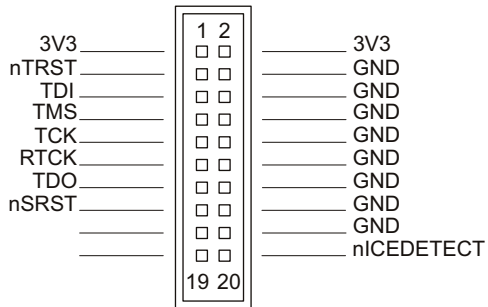 1 2
3V3 3V3
nTRST GND
TDI GND
TMS GND
TCK GND
RTCK GND
TDO GND
nSRST GND
GND
nICEDETECT
19 20